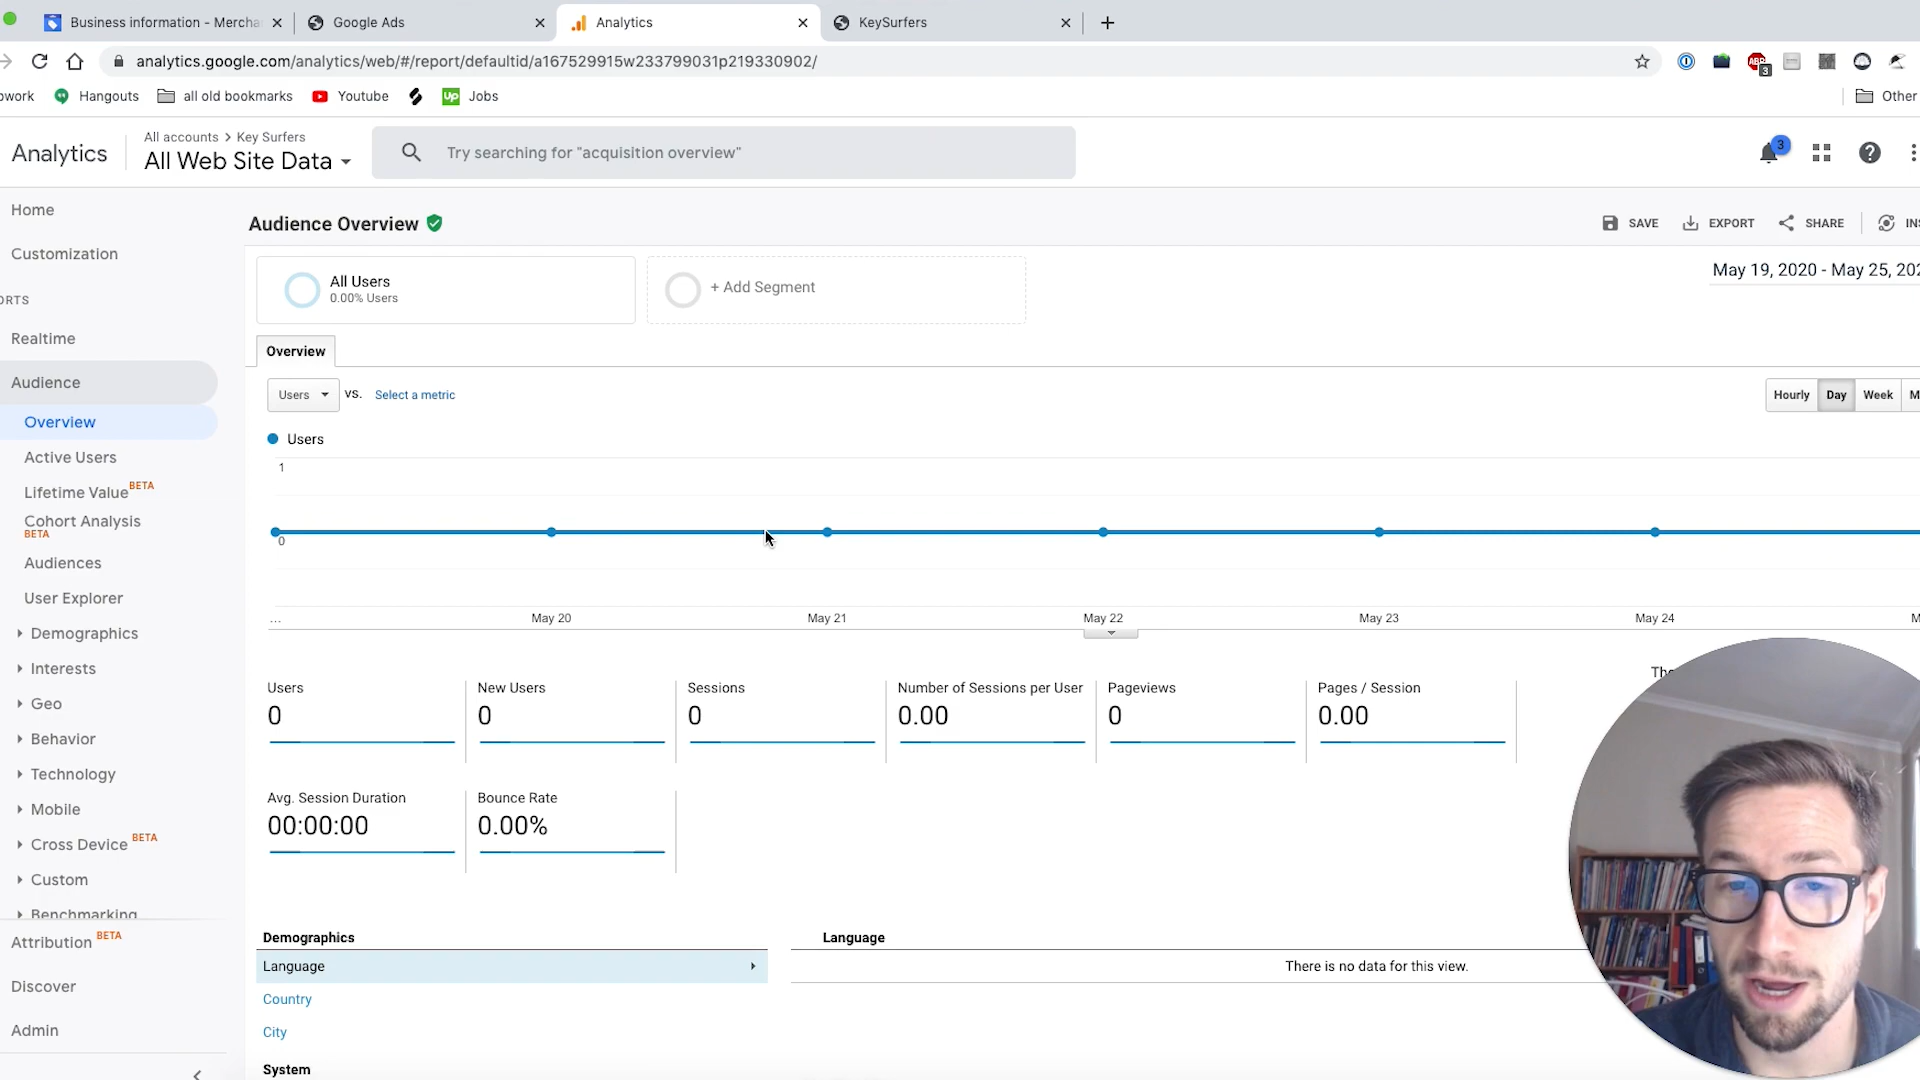 Business information - Mercha
Google Ads
Analytics
KeySurfers
analytics.google.com/analytics/web/#/report/defaultid/a167529915w233799031p219330902/
ABP
3
pwork
Hangouts
all old bookmarks
Youtube
up
Jobs
Other
Analytics
All accounts > Key Surfers
All Web Site Data
Try searching for "acquisition overview"
3
Home
Customization
ORTS
Realtime
Audience
Overview
Active Users
Lifetime Value BETA
Cohort Analysis
BETA
Audiences
User Explorer
Demographics
Interests
Geo
Behavior
Technology
Mobile
Cross Device BETA
Custom
Benchmarking
Attribution BETA
Discover
Admin
Audience Overview
SAVE
EXPORT
SHARE
INS
All Users
0.00% Users
+ Add Segment
May 19, 2020 - May 25, 202
Overview
Users
VS.
Select a metric
Hourly
Day
Week
M
Users
1
0
...
May 20
May 21
May 22
May 23
May 24
M
Users
0
New Users
0
Sessions
0
Number of Sessions per User
0.00
Pageviews
0
Pages / Session
0.00
Avg. Session Duration
00:00:00
Bounce Rate
0.00%
Demographics
Language
Country
City
System
Language
There is no data for this view.